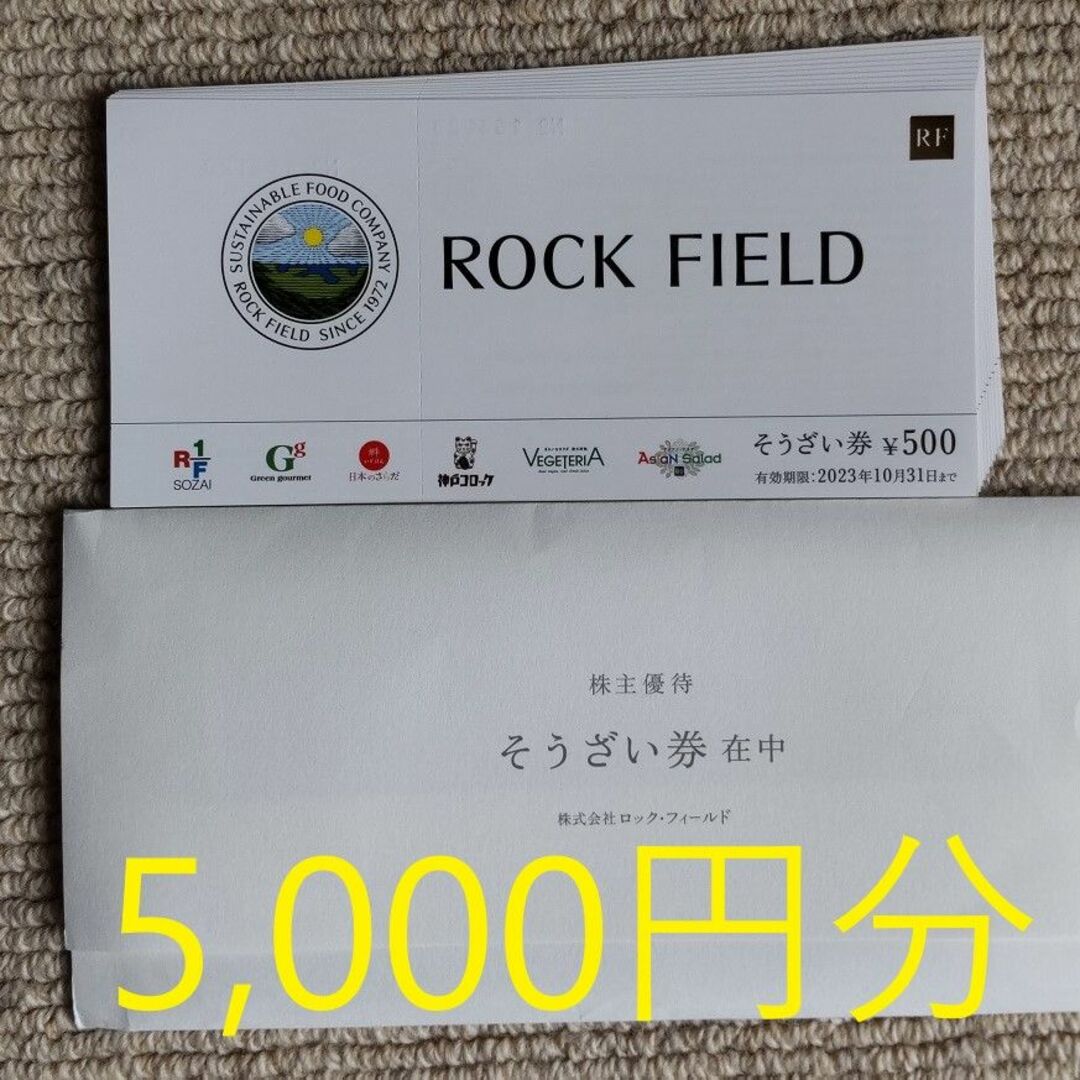 RF
SUSTAINABLE FOOD COMPANY
ROCK FIELD SINCE 1972
ROCK FIELD
R1F
SOZAI
Gg
Green gourmet
日本のさらだ
神戸コロッケ
VEGETERIA
AsiaN Salad
そうざい券 ¥500
有効期限:2023年10月31日まで
株主優待
そうざい券 在中
株式会社ロック・フィールド
5,000円分